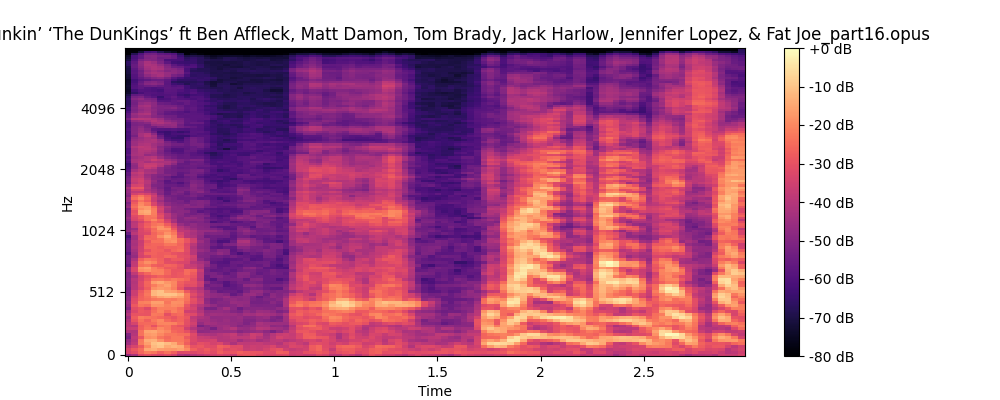 ‘The DunKings’ ft Ben Affleck, Matt Damon, Tom Brady, Jack Harlow, Jennifer Lopez, & Fat Joe_part16.opus
+0 dB
4096
-10 dB
-20 dB
2048
-30 dB
Hz
1024
-40 dB
-50 dB
512
-60 dB
-70 dB
0
-80 dB
0 0.5 1 1.5 2 2.5
Time